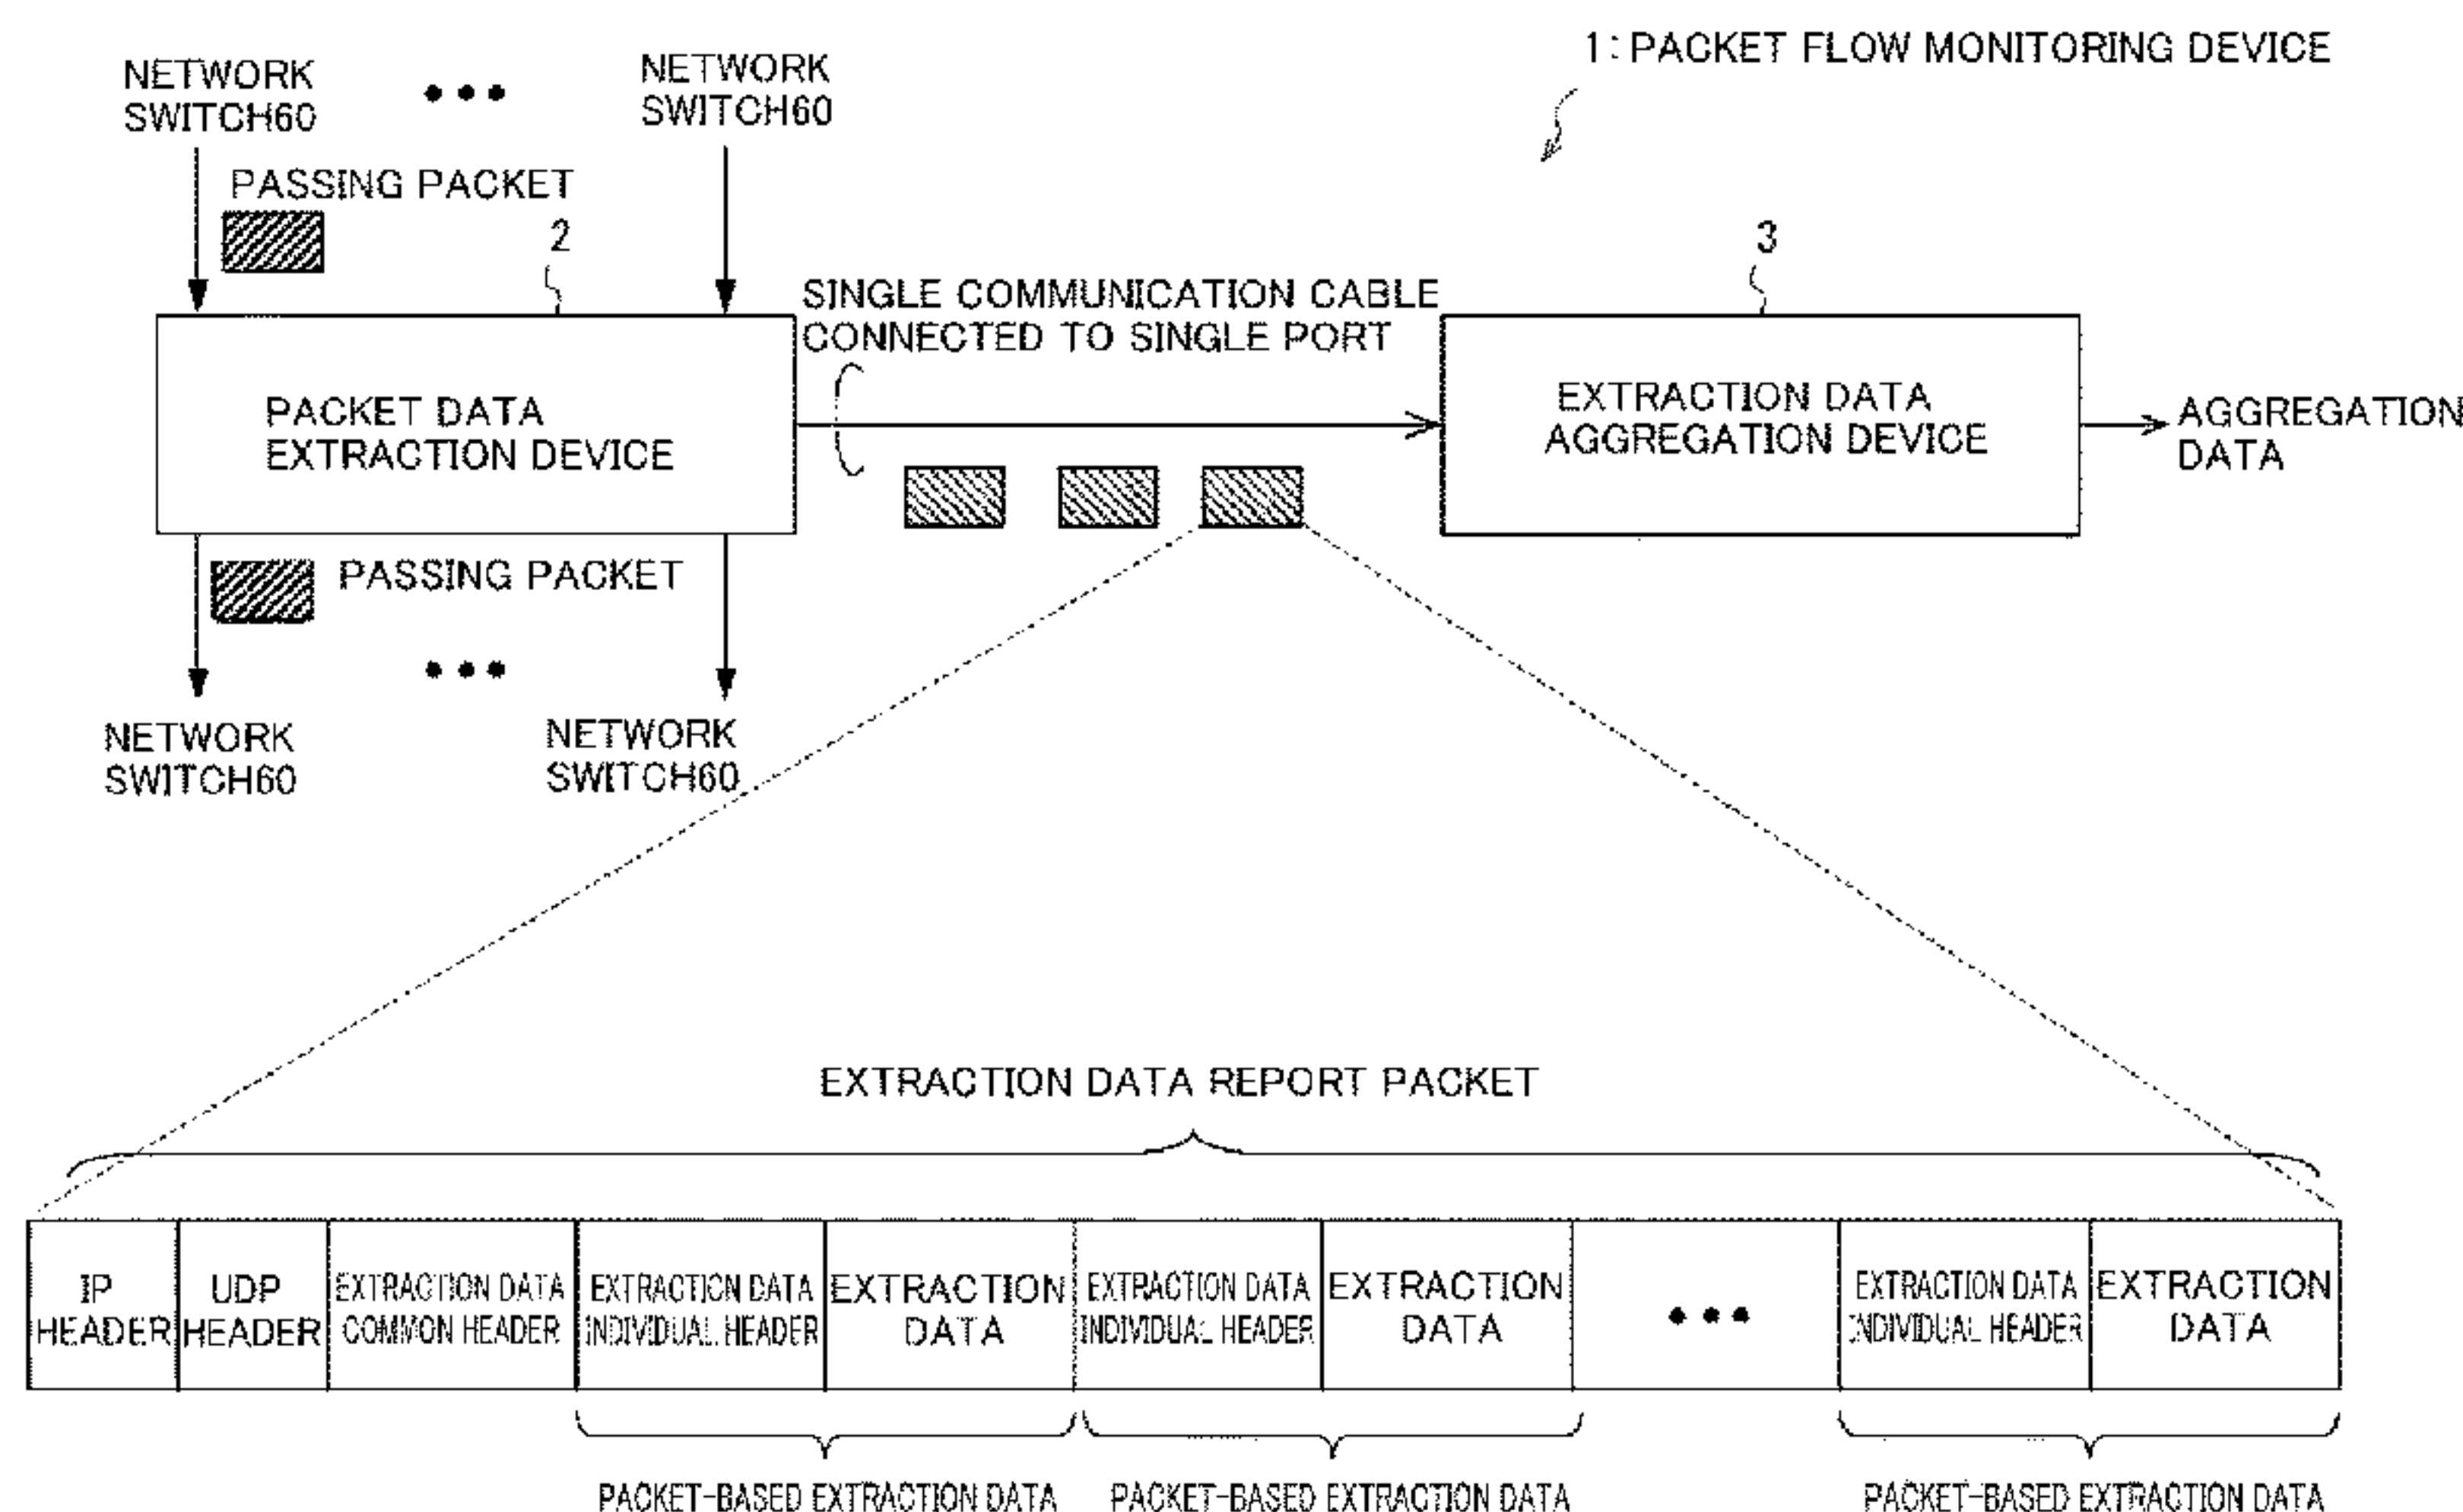 1: PACKET FLOW MONITORING DEVICE
NETWORK
SWITCH60
•••
NETWORK
SWITCH60
PASSING PACKET
2
3
SINGLE COMMUNICATION CABLE
CONNECTED TO SINGLE PORT
PACKET DATA
EXTRACTION DEVICE
EXTRACTION DATA
AGGREGATION DEVICE
AGGREGATION
DATA
PASSING PACKET
•••
NETWORK
SWITCH60
NETWORK
SWITCH60
EXTRACTION DATA REPORT PACKET
IP
HEADER
UDP
HEADER
EXTRACTION DATA
COMMON HEADER
EXTRACTION DATA
INDIVIDUAL HEADER
EXTRACTION
DATA
EXTRACTION DATA
INDIVIDUAL HEADER
EXTRACTION
DATA
•••
EXTRACTION DATA
INDIVIDUAL HEADER
EXTRACTION
DATA
PACKET-BASED EXTRACTION DATA
PACKET-BASED EXTRACTION DATA
PACKET-BASED EXTRACTION DATA